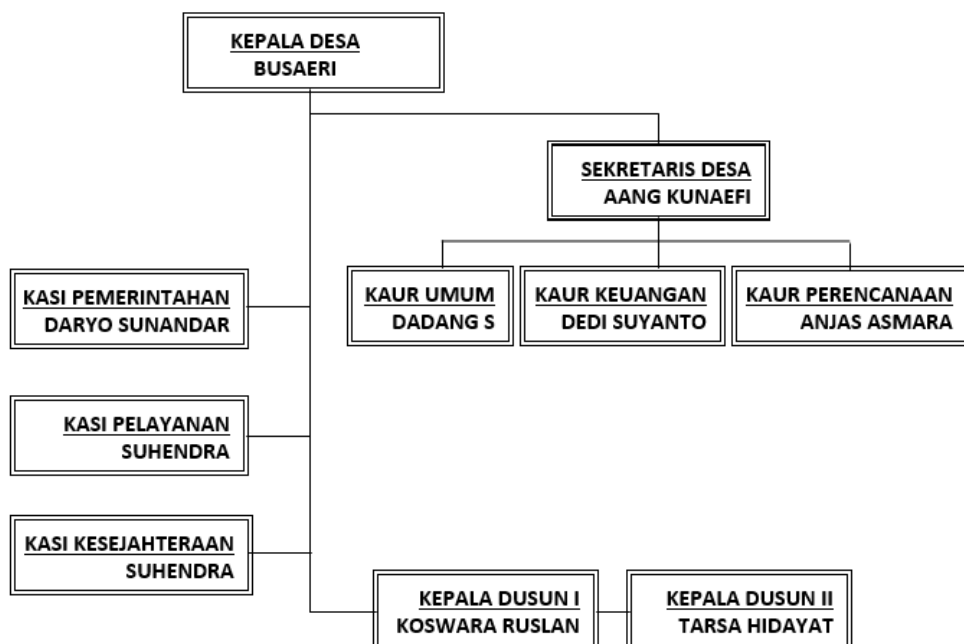 KEPALA DESA
BUSAERI
SEKRETARIS DESA
AANG KUNAEFI
KASI PEMERINTAHAN
DARYO SUNANDAR
KAUR UMUM
DADANG S
KAUR KEUANGAN
DEDI SUYANTO
KAUR PERENCANAAN
ANJAS ASMARA
KASI PELAYANAN
SUHENDRA
KASI KESEJAHTERAAN
SUHENDRA
KEPALA DUSUN I
KOSWARA RUSLAN
KEPALA DUSUN II
TARSA HIDAYAT